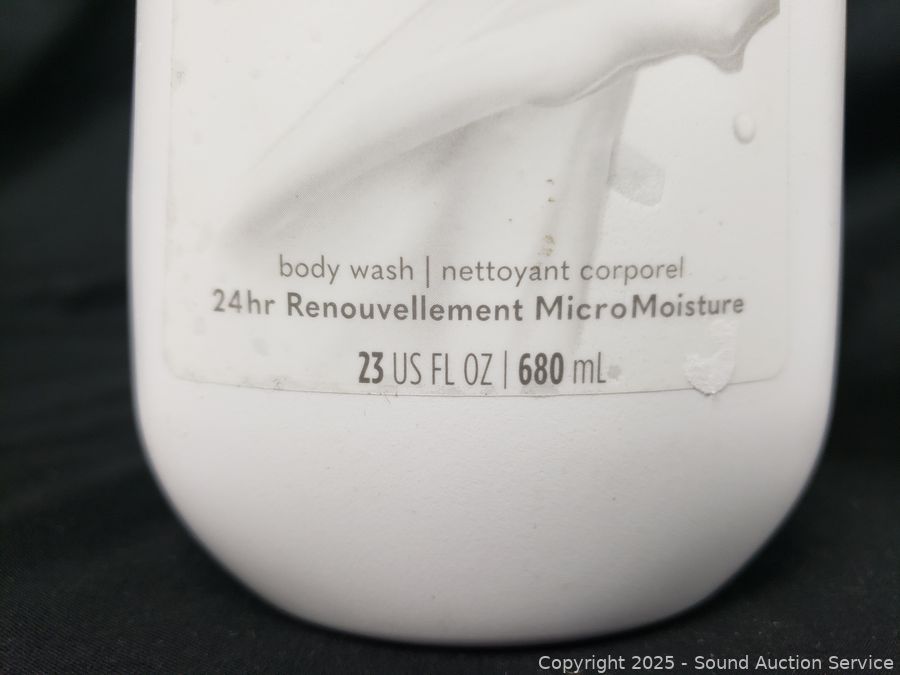 body wash | nettoyant corporel
24hr Renouvellement MicroMoisture
23 US FL OZ | 680 mL
Copyright 2025 - Sound Auction Service